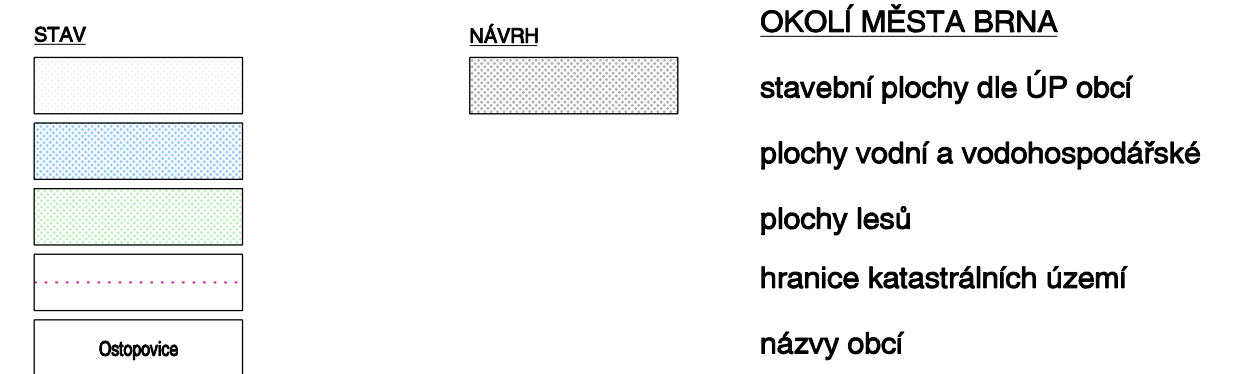 STAV
NÁVRH
OKOLÍ MĚSTA BRNA
stavební plochy dle ÚP obcí
plochy vodní a vodohospodářské
plochy lesů
hranice katastrálních území
Ostopovice
názvy obcí